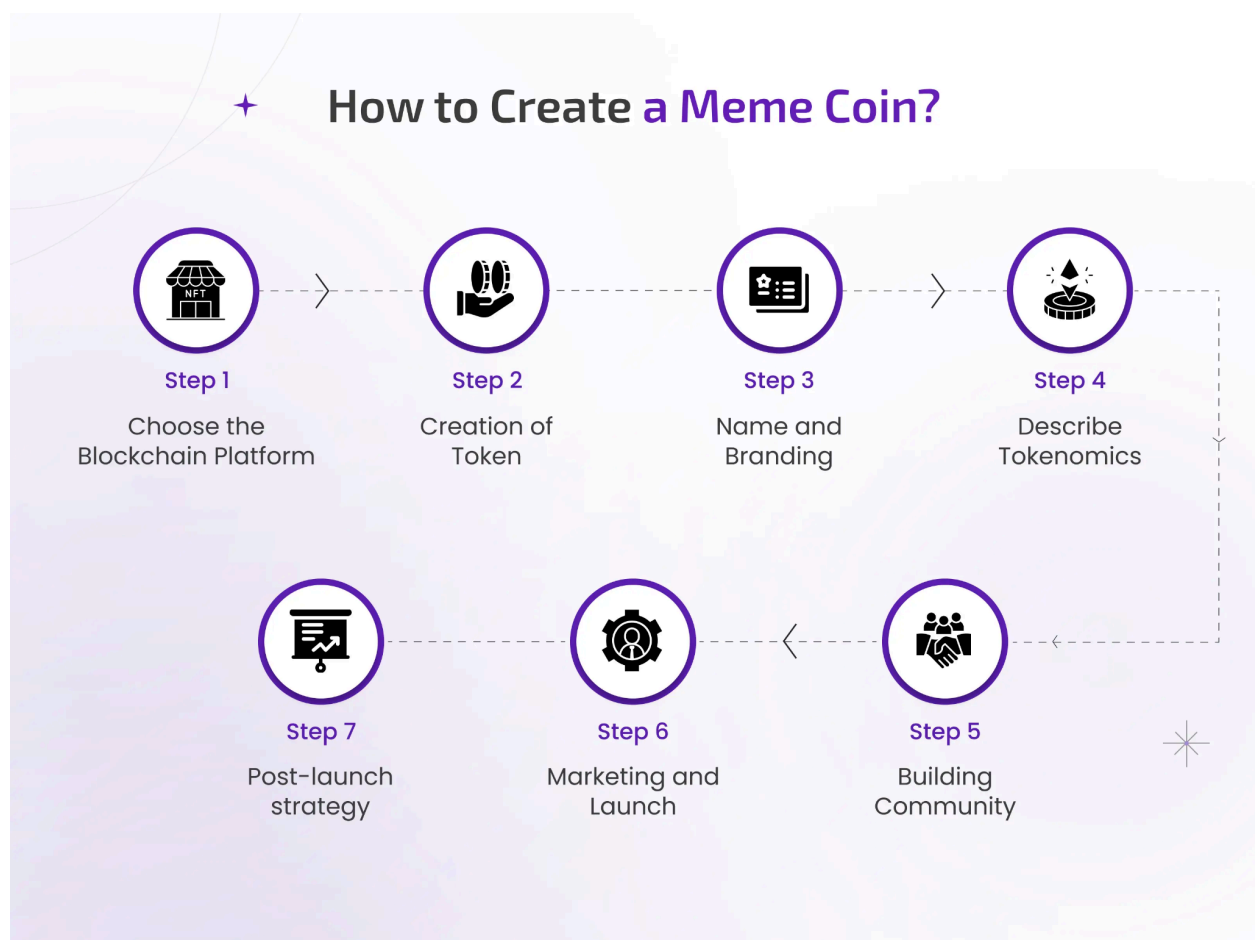 How to Create a Meme Coin?
NFT
Step 1
Choose the
Blockchain Platform
Step 2
Creation of
Token
Step 3
Name and
Branding
Step 4
Describe
Tokenomics
Step 5
Building
Community
Step 6
Marketing and
Launch
Step 7
Post-launch
strategy